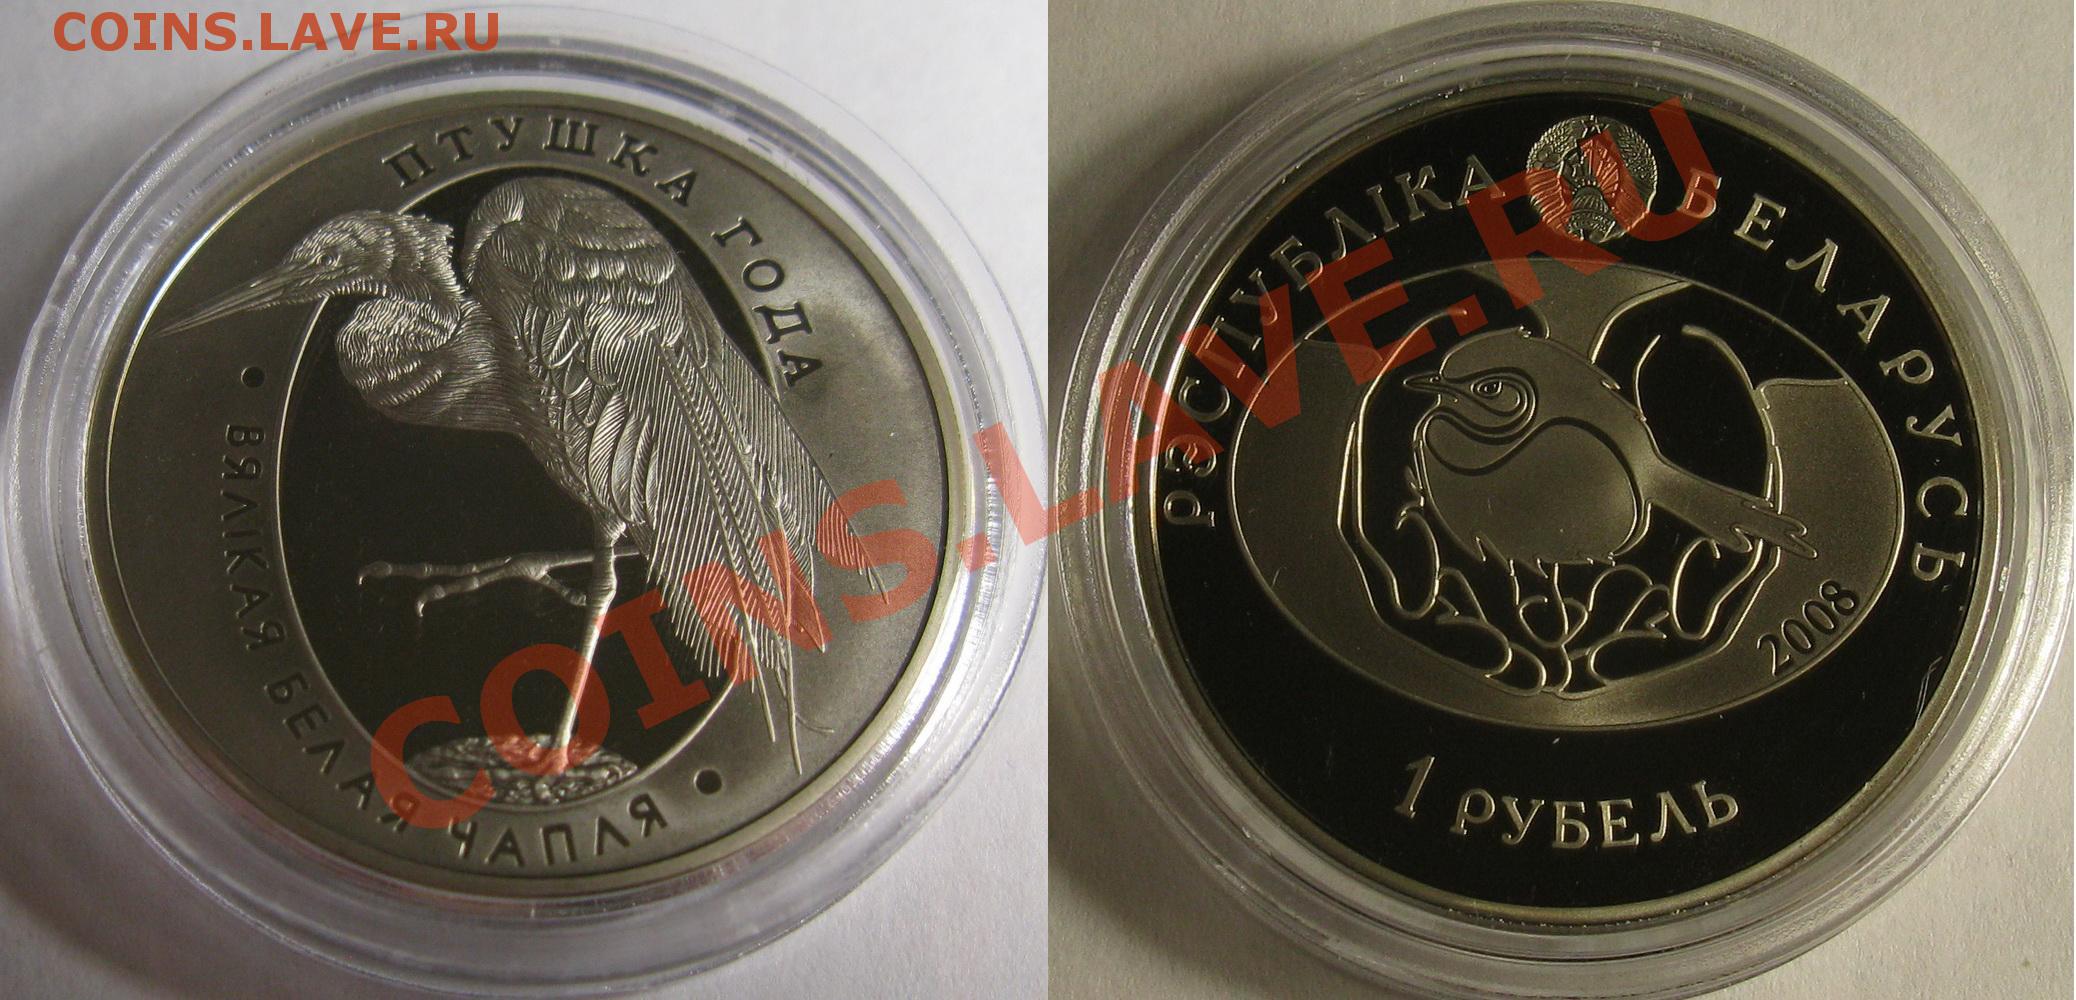 COINS.LAVE.RU
ПТУШКА ГОДА
• ВЯЛІКАЯ БЕЛАЯ ЧАПЛЯ •
РЭСПУБЛІКА БЕЛАРУСЬ
2008
1 РУБЕЛЬ
COINS.LAVE.RU